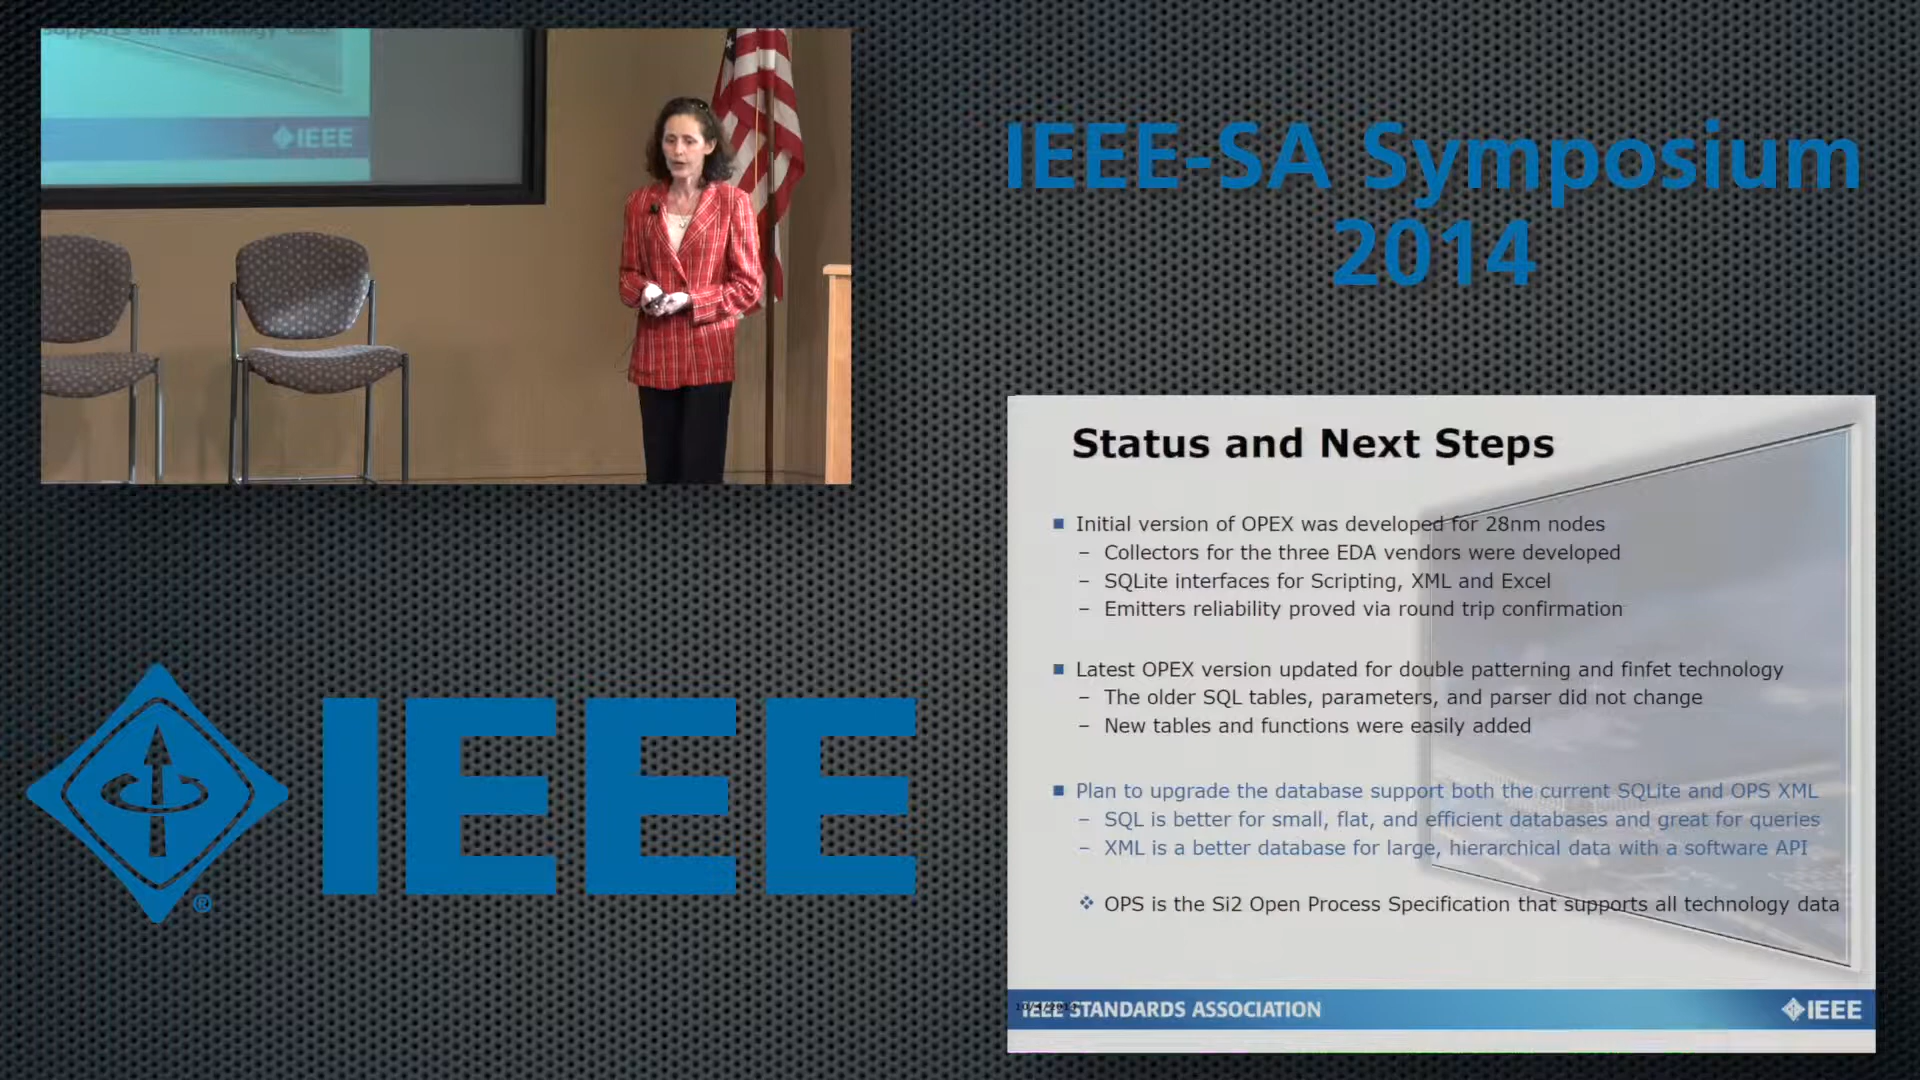 supports all technology data
IEEE
IEEE-SA Symposium
2014
Status and Next Steps
Initial version of OPEX was developed for 28nm nodes
– Collectors for the three EDA vendors were developed
– SQLite interfaces for Scripting, XML and Excel
– Emitters reliability proved via round trip confirmation
Latest OPEX version updated for double patterning and finfet technology
– The older SQL tables, parameters, and parser did not change
– New tables and functions were easily added
Plan to upgrade the database support both the current SQLite and OPS XML
– SQL is better for small, flat, and efficient databases and great for queries
– XML is a better database for large, hierarchical data with a software API
OPS is the Si2 Open Process Specification that supports all technology data
IEEE STANDARDS ASSOCIATION
IEEE
IEEE
®